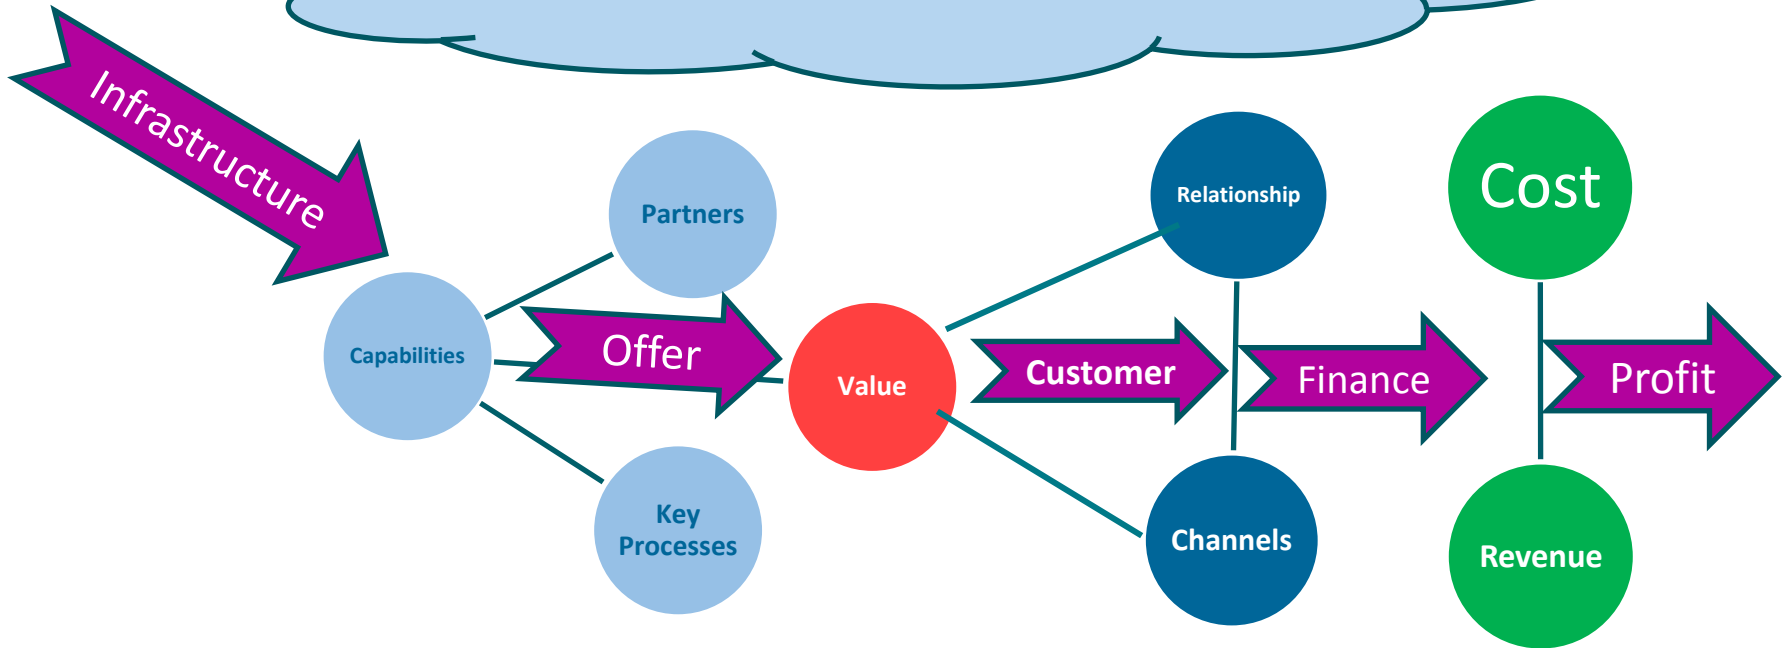 Infrastructure
Partners
Capabilities
Offer
Key
Processes
Value
Relationship
Customer
Channels
Finance
Cost
Revenue
Profit